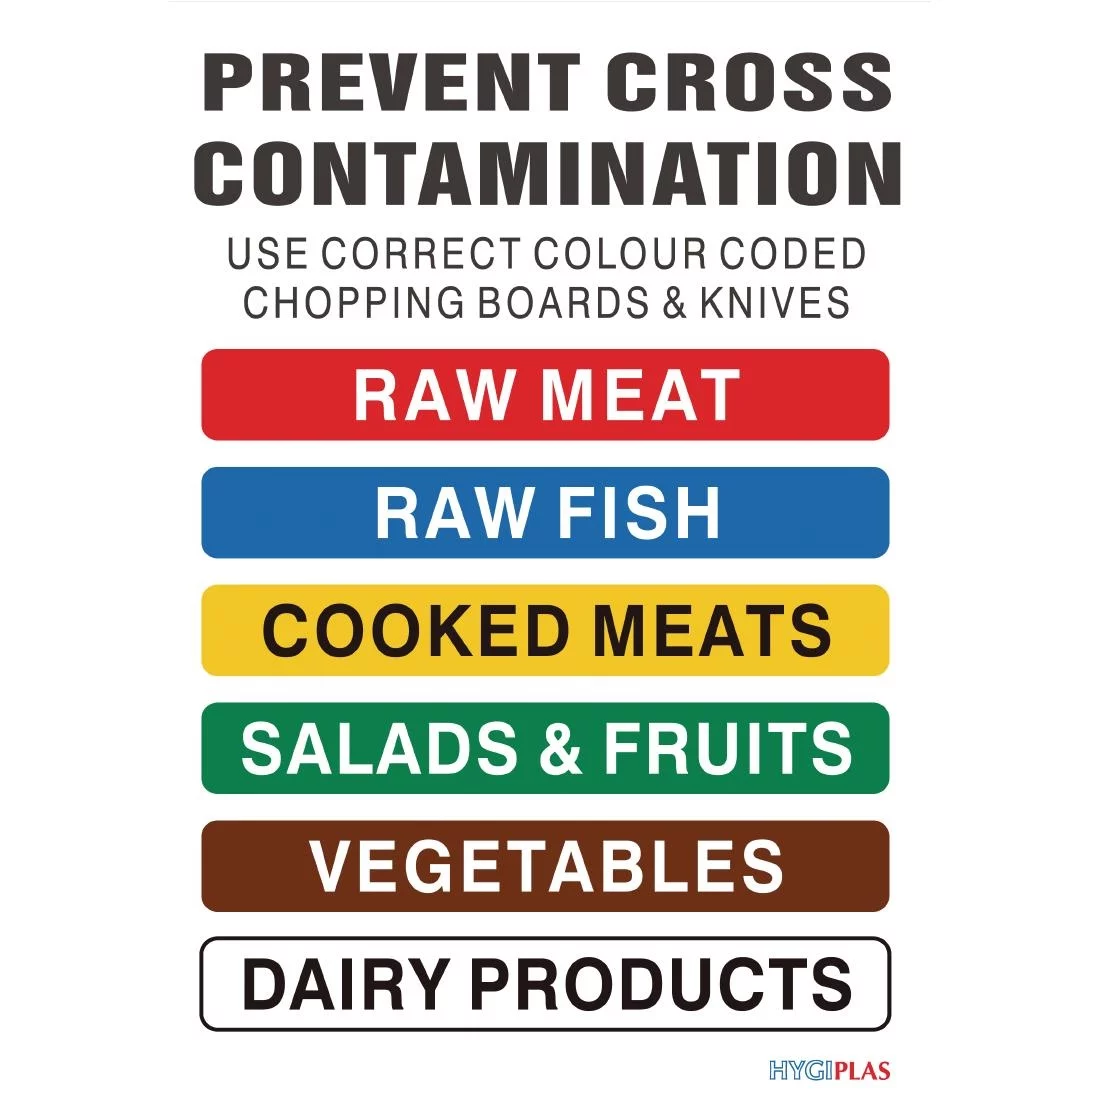 PREVENT CROSS
CONTAMINATION
USE CORRECT COLOUR CODED
CHOPPING BOARDS & KNIVES
RAW MEAT
RAW FISH
COOKED MEATS
SALADS & FRUITS
VEGETABLES
DAIRY PRODUCTS
HYGIPLAS